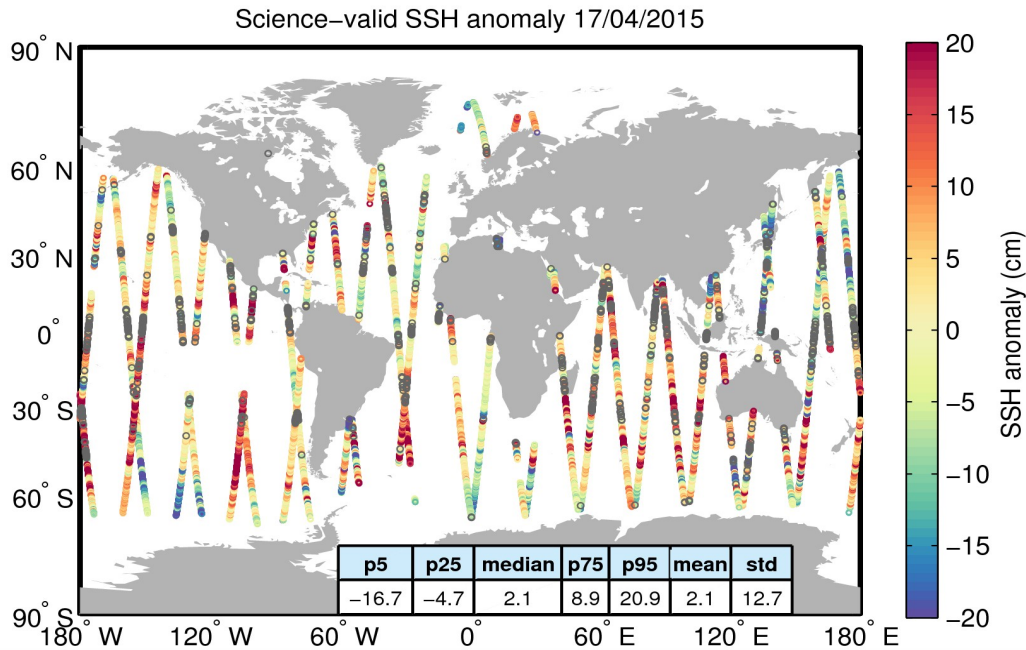 Science−valid SSH anomaly 17/04/2015
90° N
60° N
30° N
0°
30° S
60° S
90° S
180° W
120° W
60° W
0°
60° E
120° E
180° E
p5 p25 median p75 p95 mean std
−16.7 −4.7 2.1 8.9 20.9 2.1 12.7
20
15
10
5
0
−5
−10
−15
−20
SSH anomaly (cm)